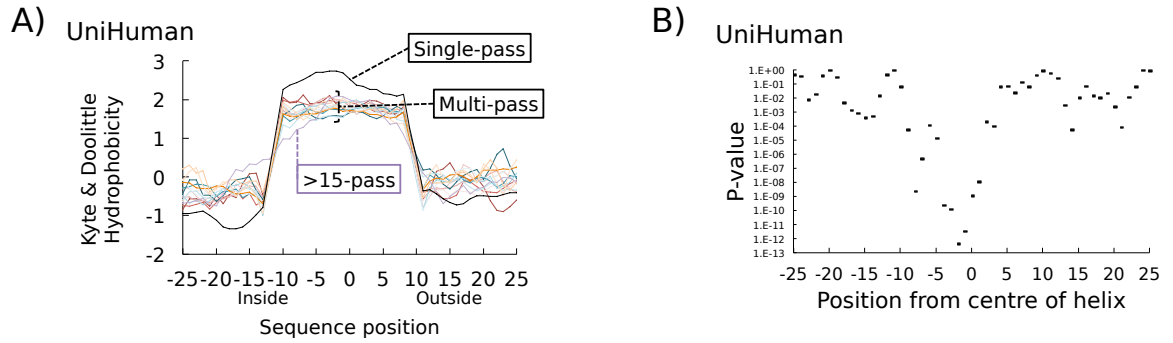 A)
UniHuman
Kyte & Doolittle
Hydrophobicity
3
2
1
0
-1
-2
Single-pass
Multi-pass
>15-pass
-25 -20 -15 -10 -5 0 5 10 15 20 25
Inside Outside
Sequence position
B)
UniHuman
P-value
1.E+00
1.E-01
1.E-02
1.E-03
1.E-04
1.E-05
1.E-06
1.E-07
1.E-08
1.E-09
1.E-10
1.E-11
1.E-12
1.E-13
-25 -20 -15 -10 -5 0 5 10 15 20 25
Position from centre of helix